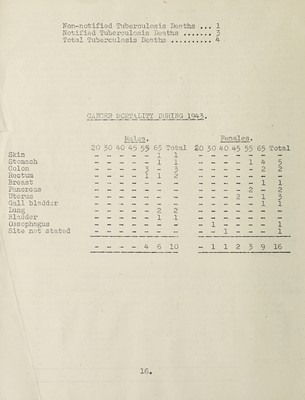 Non-notified Tuberculosis Deaths ... 1
Notified Tuberculosis Deaths ....... 3
Total Tuberculosis Deaths .......... 4
CANCER MORTALITY DURING 1943.
Males. Females.
20 30 40 45 55 65 Total 20 30 40 45 55 65 Total
Skin - - - - - 1 1 - - - - - - -
Stomach - - - - - 1 1 - - - - 1 4 5
Colon - - - - 3 - 3 - - - - - 2 2
Rectum - - - - 1 1 2 - - - - - - -
Breast - - - - - - - - - - - - 1 1
Pancreas - - - - - - - - - - - 2 - 2
Uterus - - - - - - - - - - 2 - 1 3
Gall bladder - - - - - - - - - - - - 1 1
Lung - - - - - 2 2 - - - - - - -
Bladder - - - - - 1 1 - - - - - - -
Oesophagus - - - - - - - - 1 - - - - 1
Site not stated - - - - - - - - - 1 - - - 1
- - - - 4 6 10 - 1 1 2 3 9 16
16.